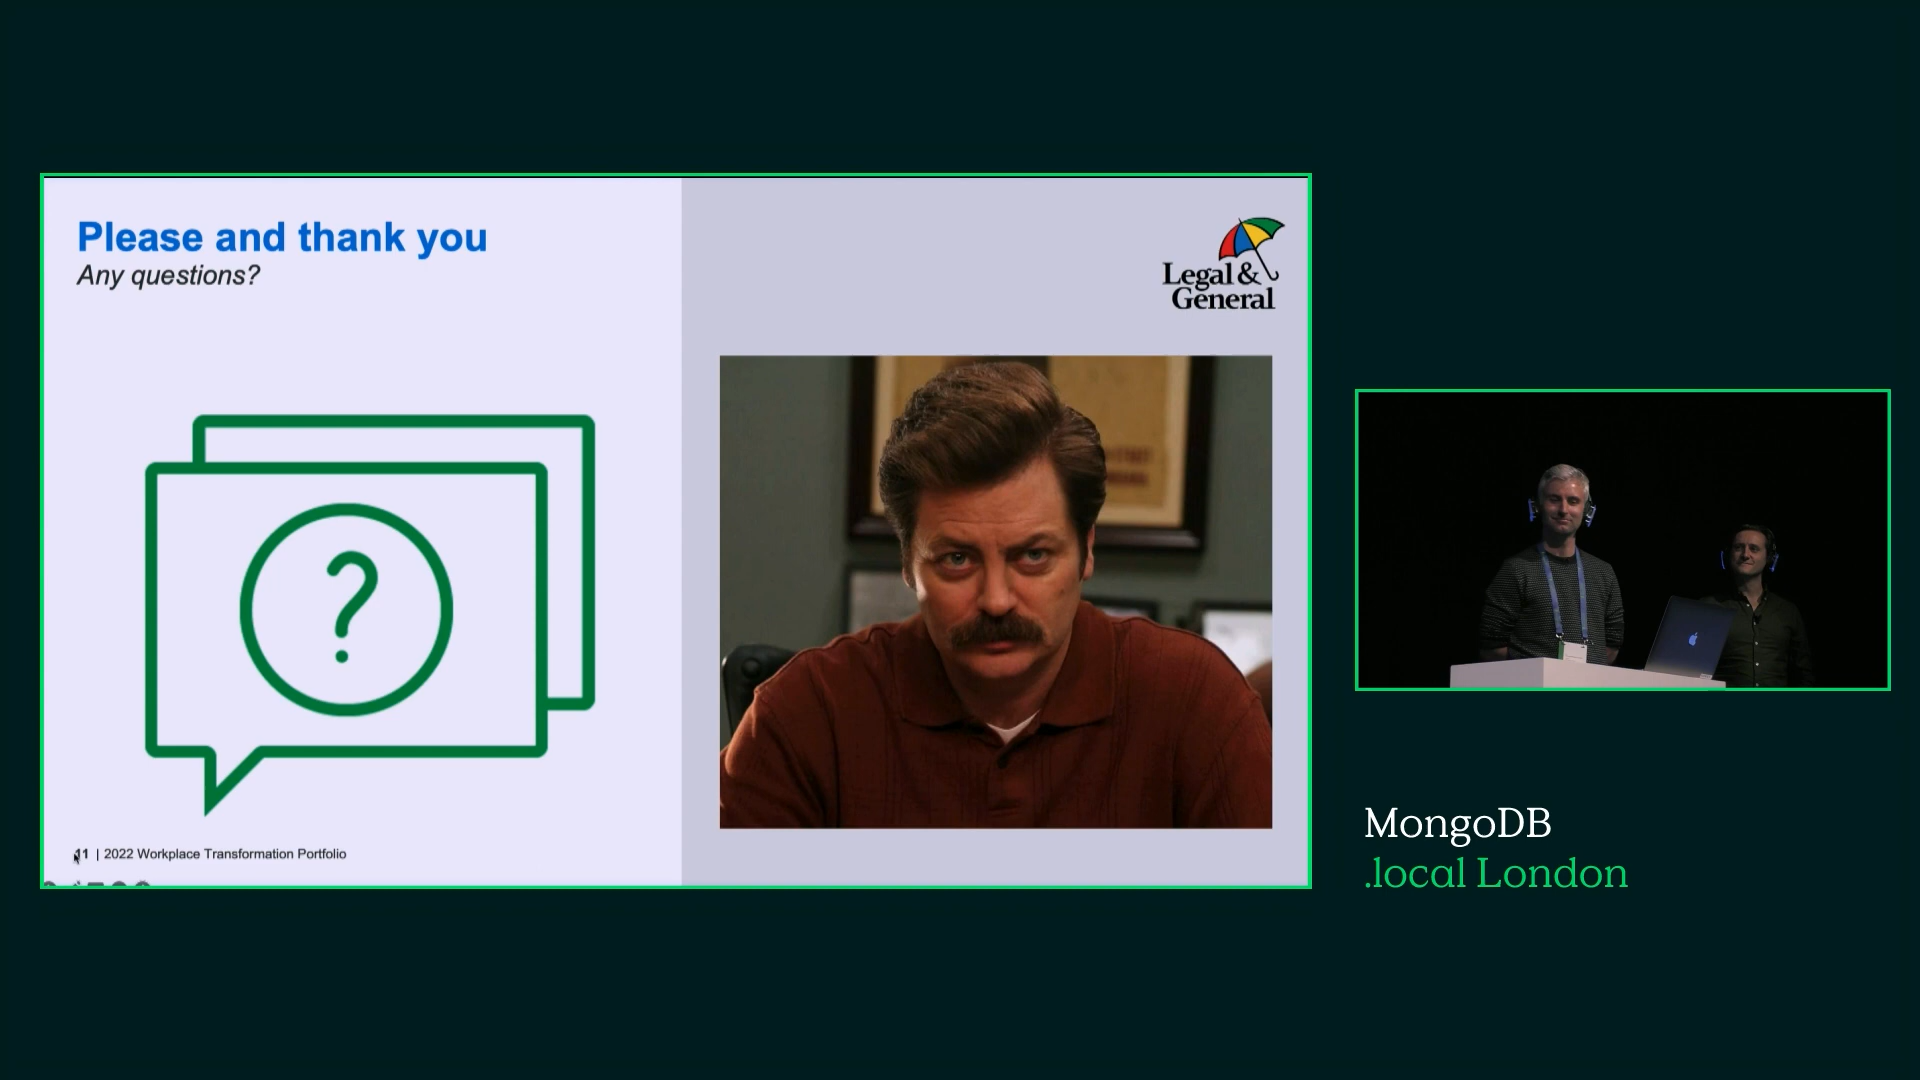 Please and thank you
Any questions?
Legal &
General
?
11 | 2022 Workplace Transformation Portfolio
MongoDB
.local London